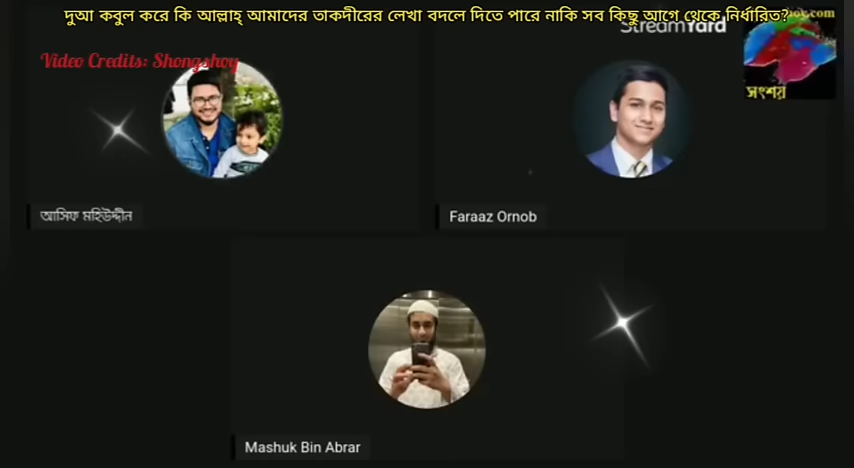 দুআ কবুল করে কি আল্লাহ্ আমাদের তাকদীরের লেখা বদলে দিতে পারে নাকি সব কিছু আগে থেকে নির্ধারিত?
StreamYard
Video Credits: Shongshoy
সংশয়
আসিফ মহিউদ্দীন
Faraaz Ornob
Mashuk Bin Abrar